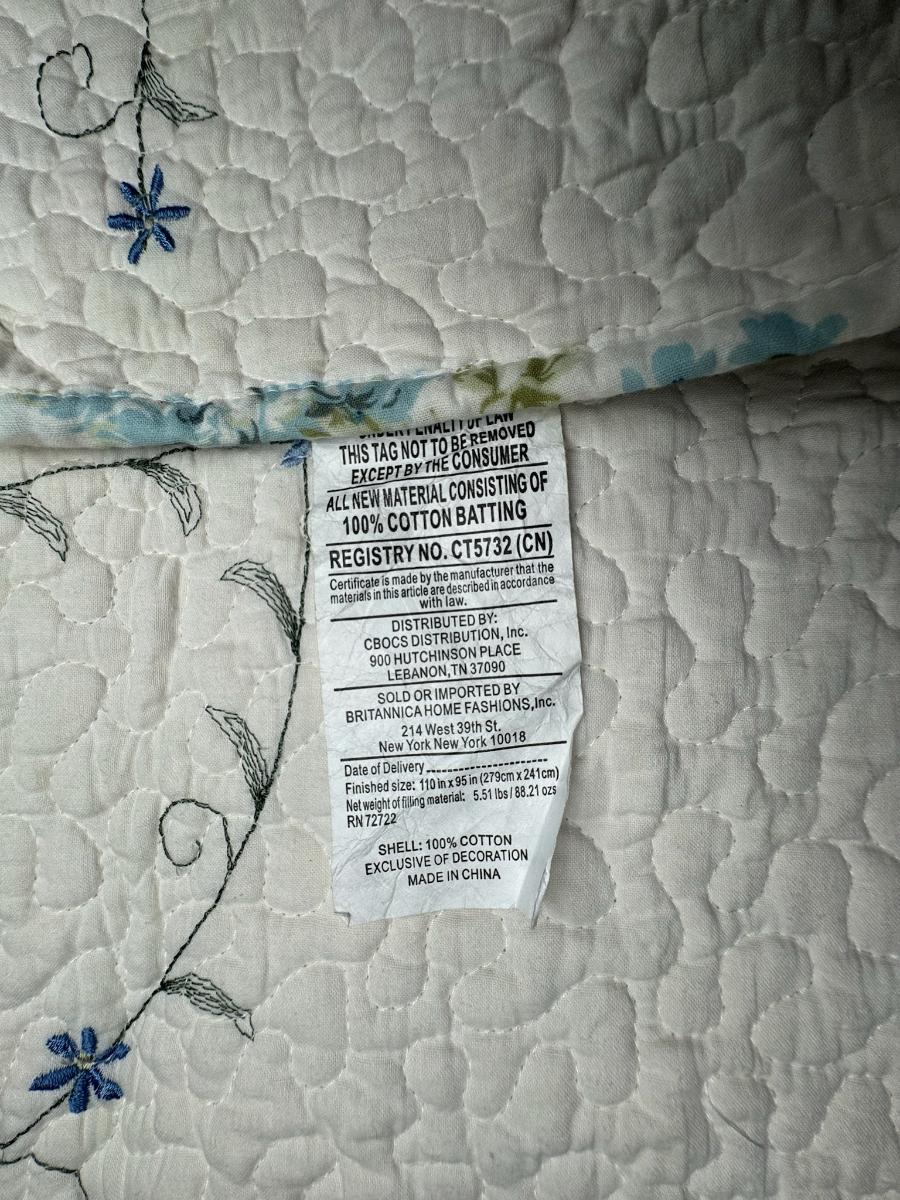 UNDER PENALTY OF LAW
THIS TAG NOT TO BE REMOVED
EXCEPT BY THE CONSUMER
ALL NEW MATERIAL CONSISTING OF
100% COTTON BATTING
REGISTRY NO. CT5732 (CN)
Certificate is made by the manufacturer that the
materials in this article are described in accordance
with law.
DISTRIBUTED BY:
CBOCS DISTRIBUTION, Inc.
900 HUTCHINSON PLACE
LEBANON,TN 37090
SOLD OR IMPORTED BY
BRITANNICA HOME FASHIONS,Inc.
214 West 39th St.
New York New York 10018
Date of Delivery--------------------
Finished size: 110 in x 95 in (279cm x 241cm)
Net weight of filling material: 5.51 lbs / 88.21 ozs
RN 72722
SHELL: 100% COTTON
EXCLUSIVE OF DECORATION
MADE IN CHINA